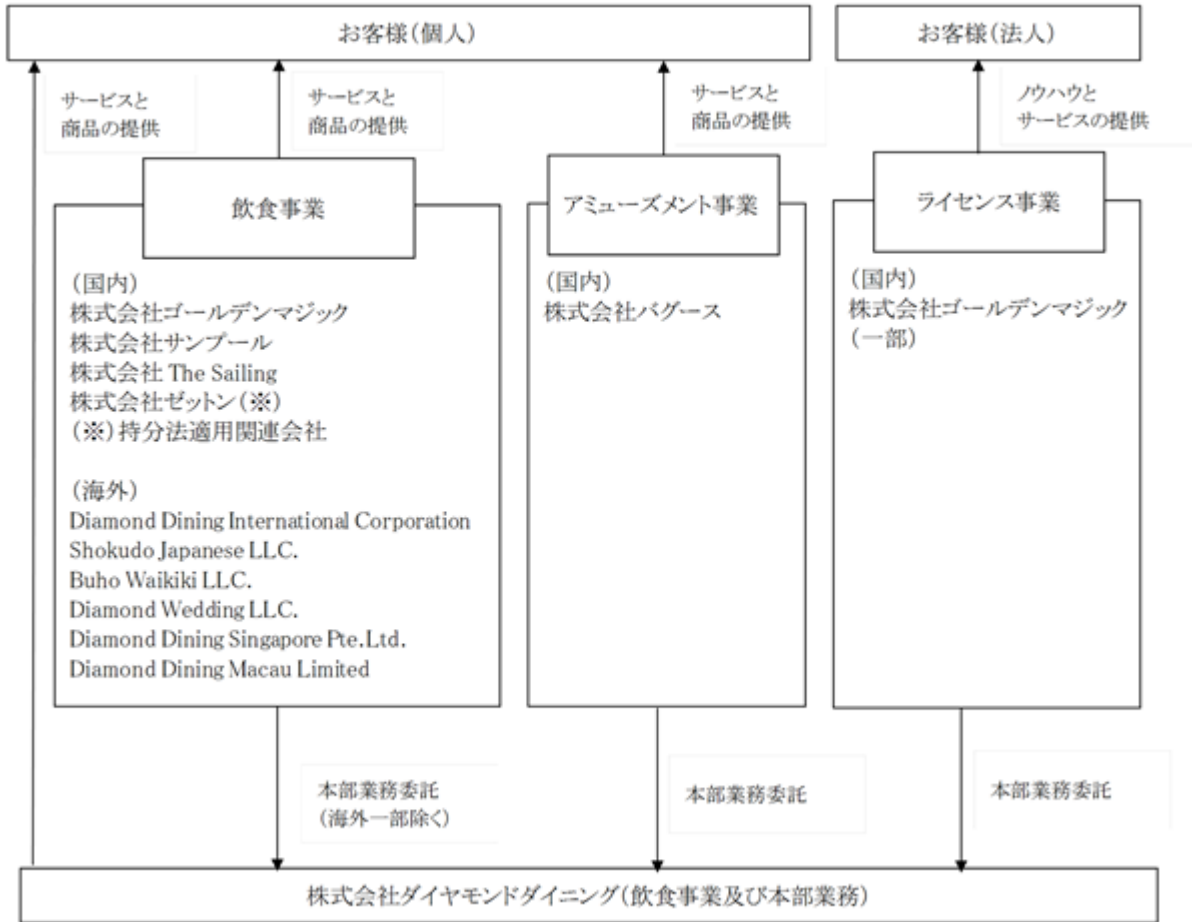 お客様(個人)
お客様(法人)
サービスと
商品の提供
サービスと
商品の提供
サービスと
商品の提供
ノウハウと
サービスの提供
飲食事業
(国内)
株式会社ゴールデンマジック
株式会社サンプール
株式会社 The Sailing
株式会社ゼットン(※)
(※)持分法適用関連会社
(海外)
Diamond Dining International Corporation
Shokudo Japanese LLC.
Buho Waikiki LLC.
Diamond Wedding LLC.
Diamond Dining Singapore Pte.Ltd.
Diamond Dining Macau Limited
アミューズメント事業
(国内)
株式会社バグース
ライセンス事業
(国内)
株式会社ゴールデンマジック
(一部)
本部業務委託
(海外一部除く)
本部業務委託
本部業務委託
株式会社ダイヤモンドダイニング(飲食事業及び本部業務)